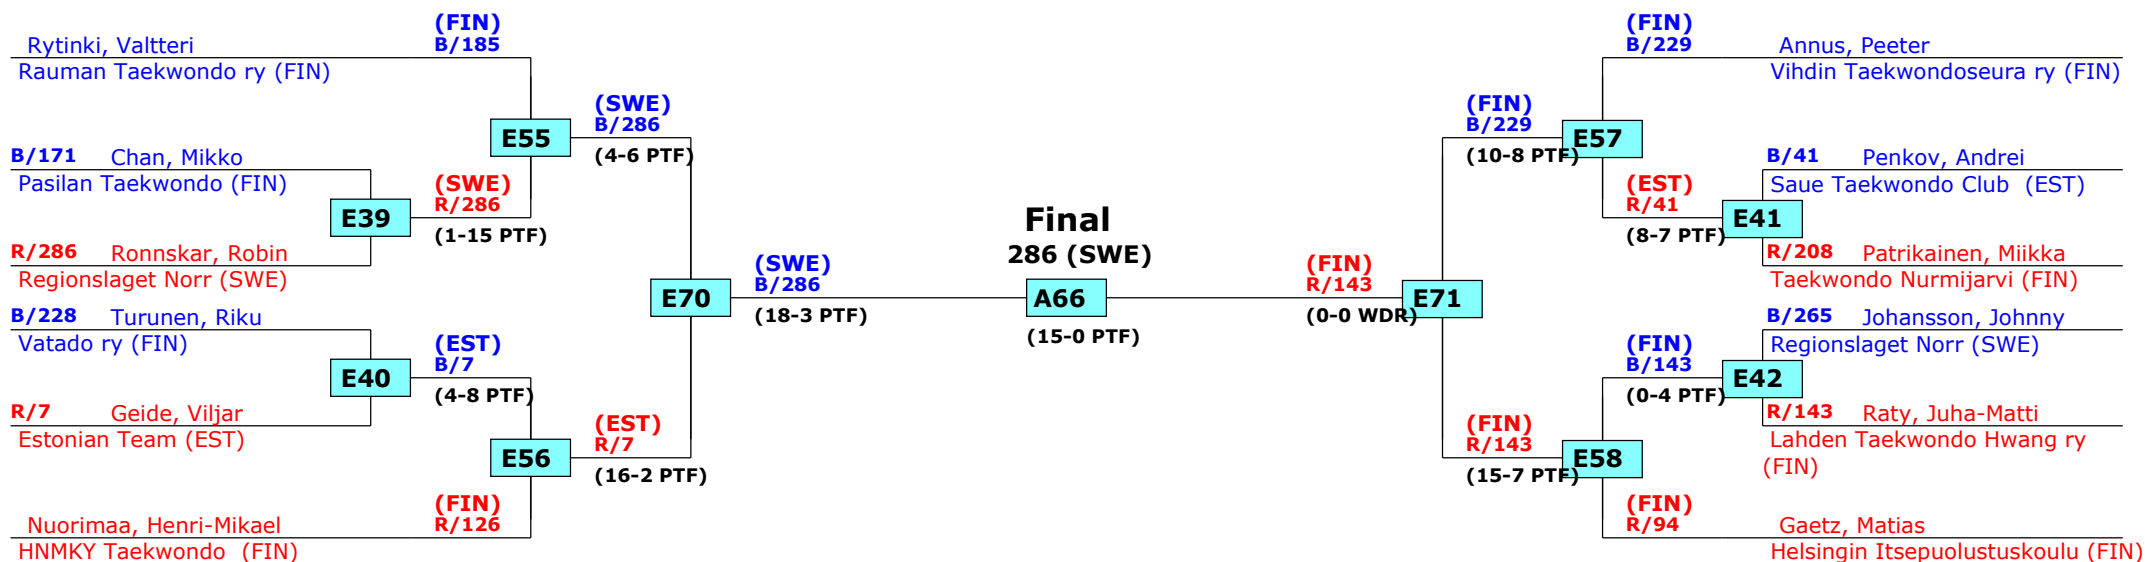 (FIN)
B/185
Rytinki, Valtteri
Rauman Taekwondo ry (FIN)
E55
B/171 Chan, Mikko
Pasilan Taekwondo (FIN)
E39
(SWE)
R/286
(1-15 PTF)
R/286 Ronnskar, Robin
Regionslaget Norr (SWE)
(SWE)
B/286
(4-6 PTF)
B/228 Turunen, Riku
Vatado ry (FIN)
E40
(EST)
B/7
(4-8 PTF)
R/7 Geide, Viljar
Estonian Team (EST)
E56
(EST)
R/7
(16-2 PTF)
(FIN)
R/126
Nuorimaa, Henri-Mikael
HNMKY Taekwondo (FIN)
E70
(SWE)
B/286
(18-3 PTF)
Final
286 (SWE)
A66
(15-0 PTF)
(FIN)
R/143
(0-0 WDR)
E71
(FIN)
B/229
(10-8 PTF)
E57
(FIN)
B/229
Annus, Peeter
Vihdin Taekwondoseura ry (FIN)
(EST)
R/41
(8-7 PTF)
E41
B/41 Penkov, Andrei
Saue Taekwondo Club (EST)
R/208 Patrikainen, Miikka
Taekwondo Nurmijarvi (FIN)
(FIN)
R/143
(15-7 PTF)
E58
(FIN)
B/143
(0-4 PTF)
E42
B/265 Johansson, Johnny
Regionslaget Norr (SWE)
R/143 Raty, Juha-Matti
Lahden Taekwondo Hwang ry
(FIN)
(FIN)
R/94
Gaetz, Matias
Helsingin Itsepuolustuskoulu (FIN)